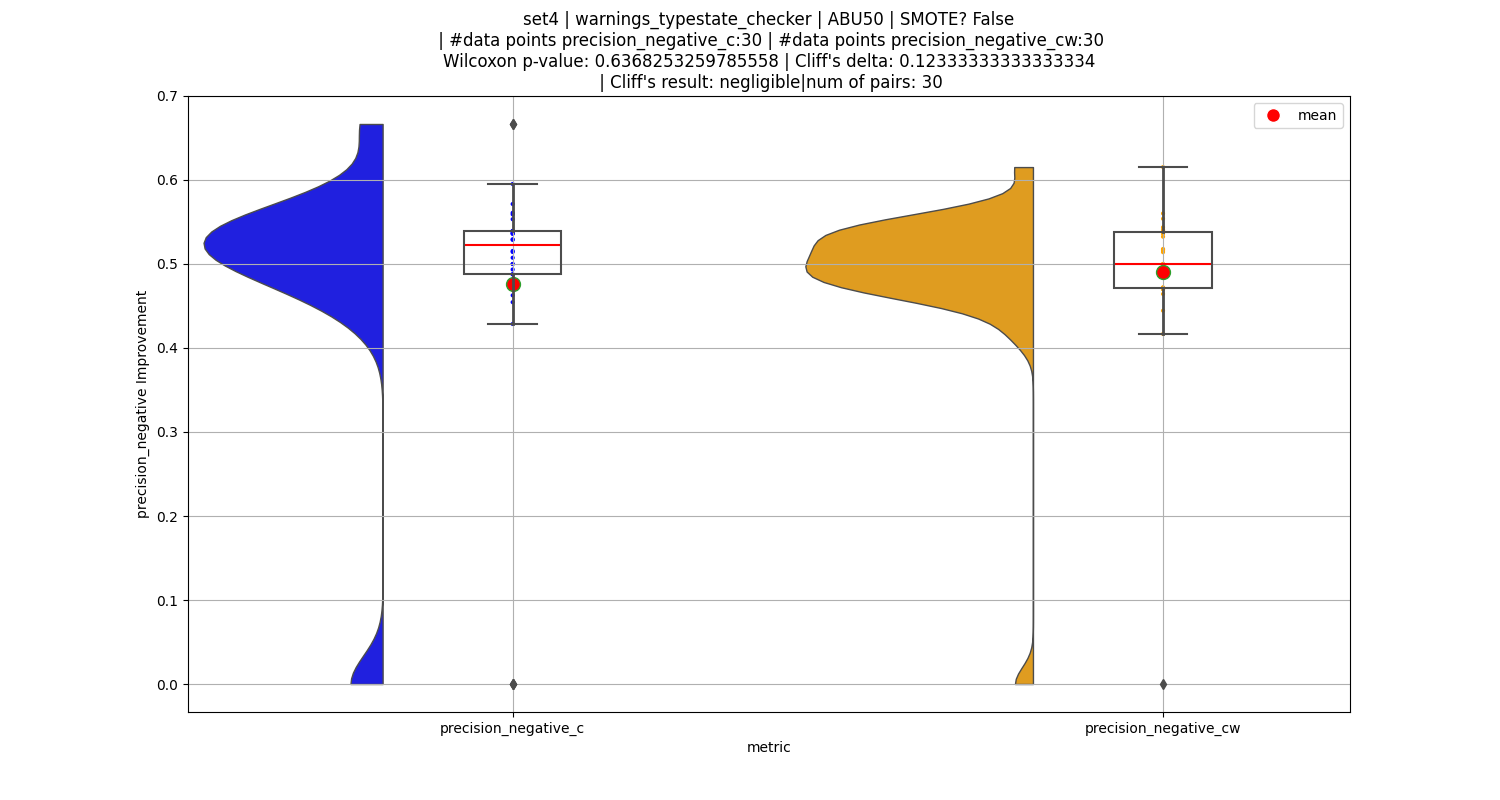 set4 | warnings_typestate_checker | ABU50 | SMOTE? False
| #data points precision_negative_c:30 | #data points precision_negative_cw:30
Wilcoxon p-value: 0.6368253259785558 | Cliff's delta: 0.12333333333333334
| Cliff's result: negligible|num of pairs: 30
mean
0.7
0.6
0.5
0.4
0.3
0.2
0.1
0.0
precision_negative Improvement
precision_negative_c
precision_negative_cw
metric